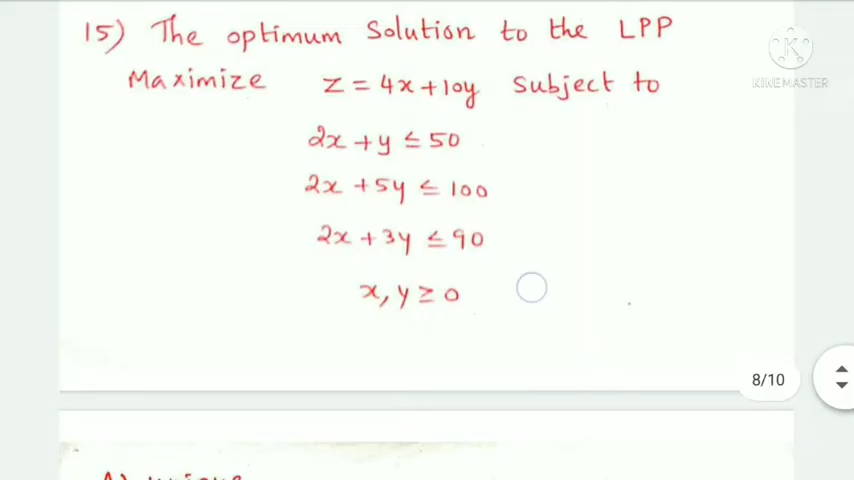 15) The optimum Solution to the LPP
Maximize z = 4x + 10y Subject to
KINEMASTER
2x + y ≤ 50
2x + 5y ≤ 100
2x + 3y ≤ 90
x, y ≥ 0
8/10
A) unique